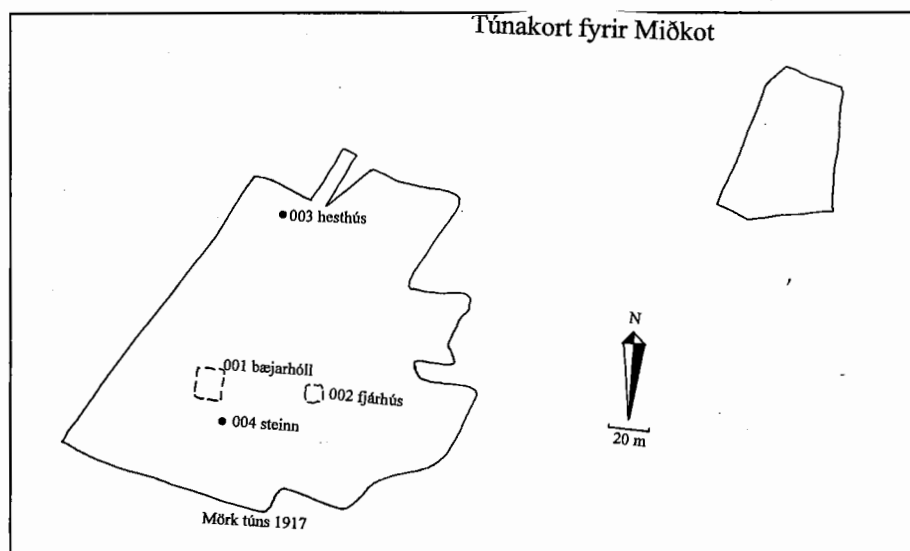 Túnakort fyrir Miðkot
003 hesthús
N
001 bæjarhóll
002 fjárhús
004 steinn
20 m
Mörk túns 1917